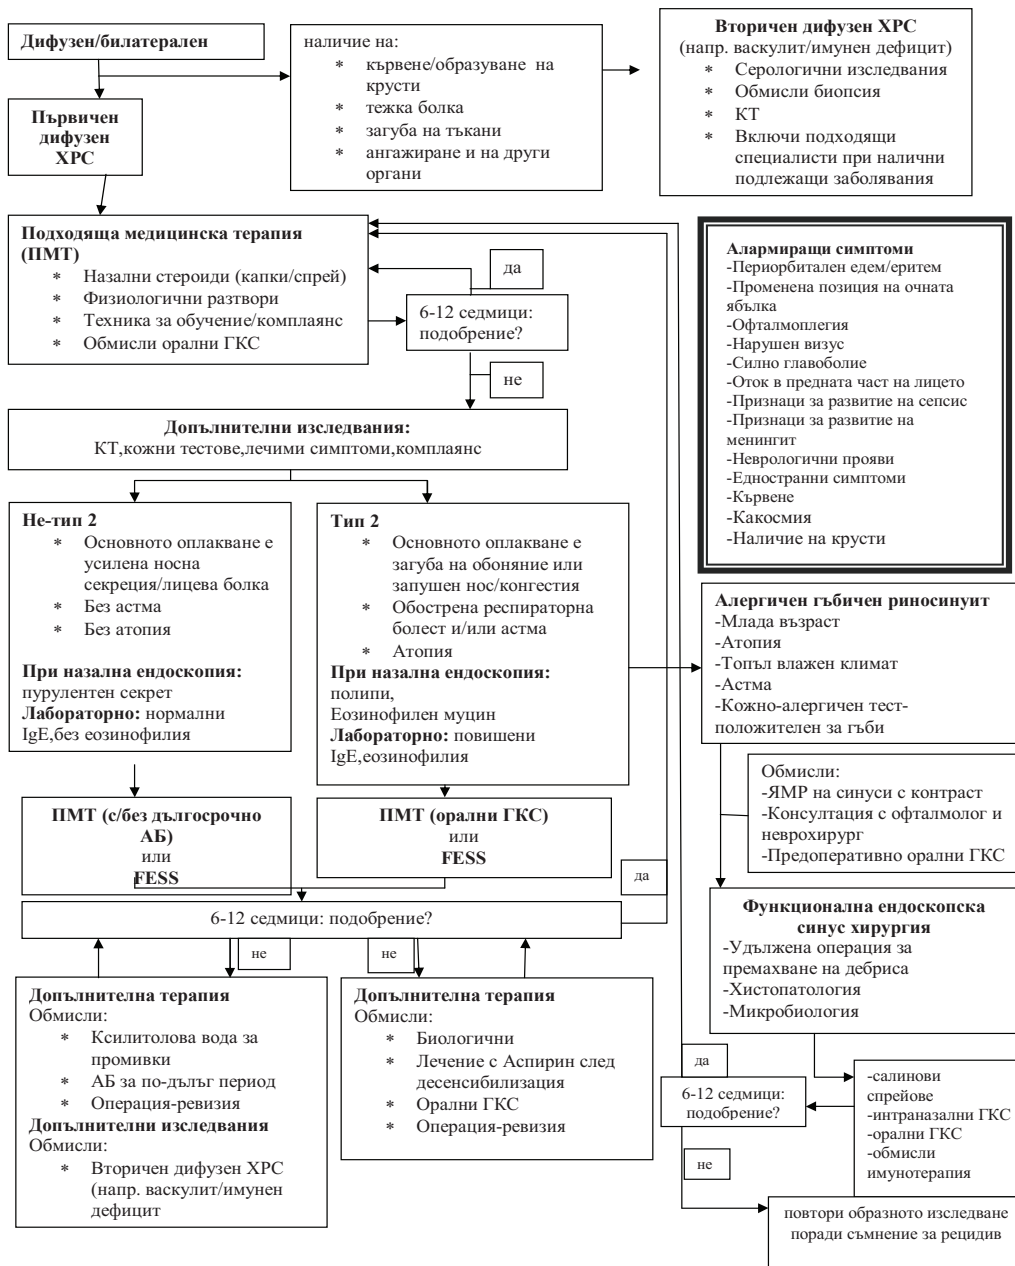 Дифузен/билатерален
наличие на:
* кървене/образуване на
крусти
* тежка болка
* загуба на тъкани
* ангажиране и на други
органи
Вторичен дифузен ХРС
(напр. васкулит/имунен дефицит)
* Серологични изследвания
* Обмисли биопсия
* КТ
* Включи подходящи
специалисти при налични
подлежащи заболявания
Първичен
дифузен
ХРС
Подходяща медицинска терапия
(ПМТ)
* Назални стероиди (капки/спрей)
* Физиологични разтвори
* Техника за обучение/комплаянс
* Обмисли орални ГКС
да
6-12 седмици:
подобрение?
не
Алармиращи симптоми
-Периорбитален едем/еритем
-Променена позиция на очната
ябълка
-Офталмоплегия
-Нарушен визус
-Силно главоболие
-Оток в предната част на лицето
-Признаци за развитие на сепсис
-Признаци за развитие на
менингит
-Неврологични прояви
-Едностранни симптоми
-Кървене
-Какосмия
-Наличие на крусти
Допълнителни изследвания:
КТ,кожни тестове,лечими симптоми,комплаянс
Не-тип 2
* Основното оплакване е
усилена носна
секреция/лицева болка
* Без астма
* Без атопия
При назална ендоскопия:
пурулентен секрет
Лабораторно: нормални
IgE,без еозинофилия
Тип 2
* Основното оплакване е
загуба на обоняние или
запушен нос/конгестия
* Обострена респираторна
болест и/или астма
* Атопия
При назална ендоскопия:
полипи,
Еозинофилен муцин
Лабораторно: повишени
IgE,еозинофилия
Алергичен гъбичен риносинуит
-Млада възраст
-Атопия
-Топъл влажен климат
-Астма
-Кожно-алергичен тест-
положителен за гъби
Обмисли:
-ЯМР на синуси с контраст
-Консултация с офталмолог и
неврохирург
-Предоперативно орални ГКС
ПМТ (с/без дългосрочно
АБ)
или
FESS
ПМТ (орални ГКС)
или
FESS
да
6-12 седмици: подобрение?
не
не
Функционална ендоскопска
синус хирургия
-Удължена операция за
премахване на дебриса
-Хистопатология
-Микробиология
Допълнителна терапия
Обмисли:
* Ксилитолова вода за
промивки
* АБ за по-дълъг период
* Операция-ревизия
Допълнителни изследвания
Обмисли:
* Вторичен дифузен ХРС
(напр. васкулит/имунен
дефицит
Допълнителна терапия
Обмисли:
* Биологични
* Лечение с Аспирин след
десенсибилизация
* Орални ГКС
* Операция-ревизия
да
6-12 седмици:
подобрение?
не
-салинови
спрейове
-интраназални ГКС
-орални ГКС
-обмисли
имунотерапия
повтори образното изследване
поради съмнение за рецидив